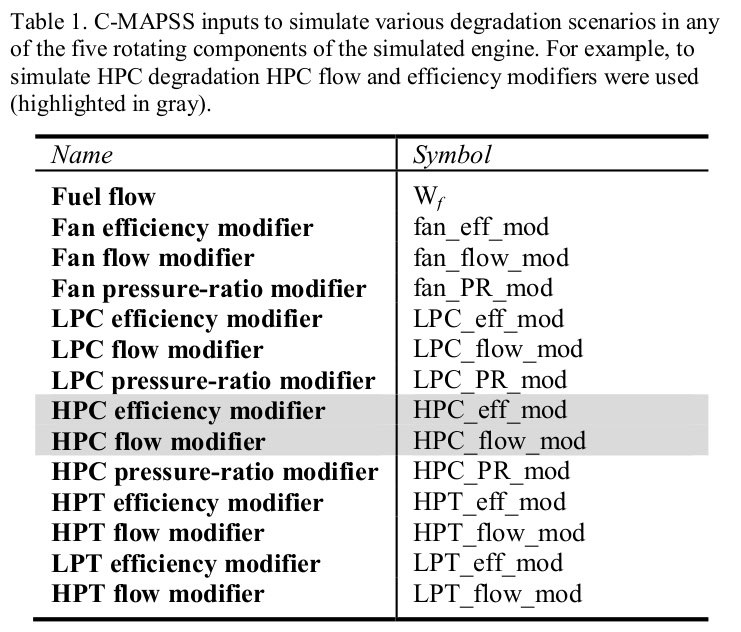 Table 1. C-MAPSS inputs to simulate various degradation scenarios in any
of the five rotating components of the simulated engine. For example, to
simulate HPC degradation HPC flow and efficiency modifiers were used
(highlighted in gray).
Name Symbol
Fuel flow Wf
Fan efficiency modifier fan_eff_mod
Fan flow modifier fan_flow_mod
Fan pressure-ratio modifier fan_PR_mod
LPC efficiency modifier LPC_eff_mod
LPC flow modifier LPC_flow_mod
LPC pressure-ratio modifier LPC_PR_mod
HPC efficiency modifier HPC_eff_mod
HPC flow modifier HPC_flow_mod
HPC pressure-ratio modifier HPC_PR_mod
HPT efficiency modifier HPT_eff_mod
HPT flow modifier HPT_flow_mod
LPT efficiency modifier LPT_eff_mod
HPT flow modifier LPT_flow_mod